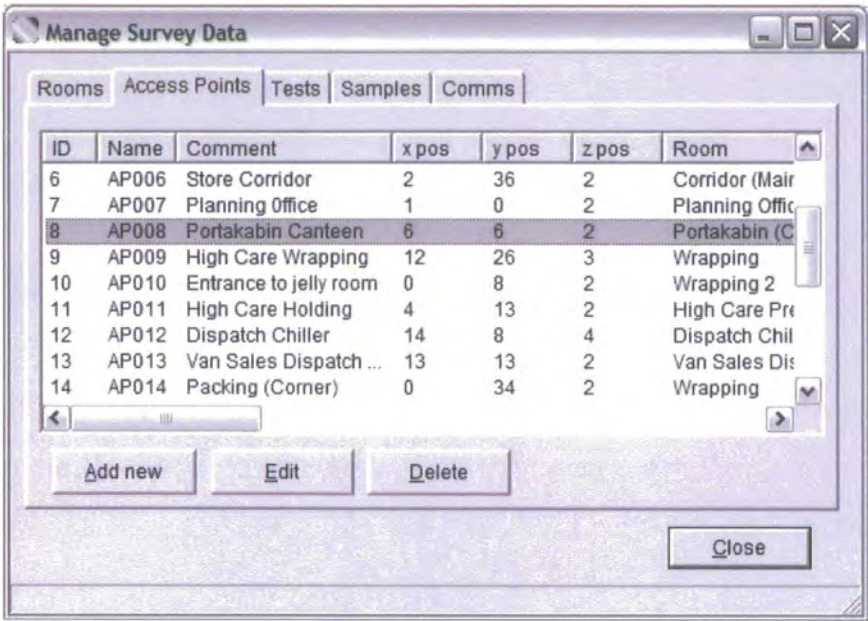 Manage Survey Data
Rooms Access Points Tests Samples Comms
ID Name Comment x pos y pos z pos Room
6 AP006 Store Corridor 2 36 2 Corridor (Mair
7 AP007 Planning Office 1 0 2 Planning Offic
8 AP008 Portakabin Canteen 6 6 2 Portakabin (C
9 AP009 High Care Wrapping 12 26 3 Wrapping
10 AP010 Entrance to jelly room 0 8 2 Wrapping 2
11 AP011 High Care Holding 4 13 2 High Care Pre
12 AP012 Dispatch Chiller 14 8 4 Dispatch Chil
13 AP013 Van Sales Dispatch ... 13 13 2 Van Sales Dis
14 AP014 Packing (Corner) 0 34 2 Wrapping
Add new Edit Delete
Close